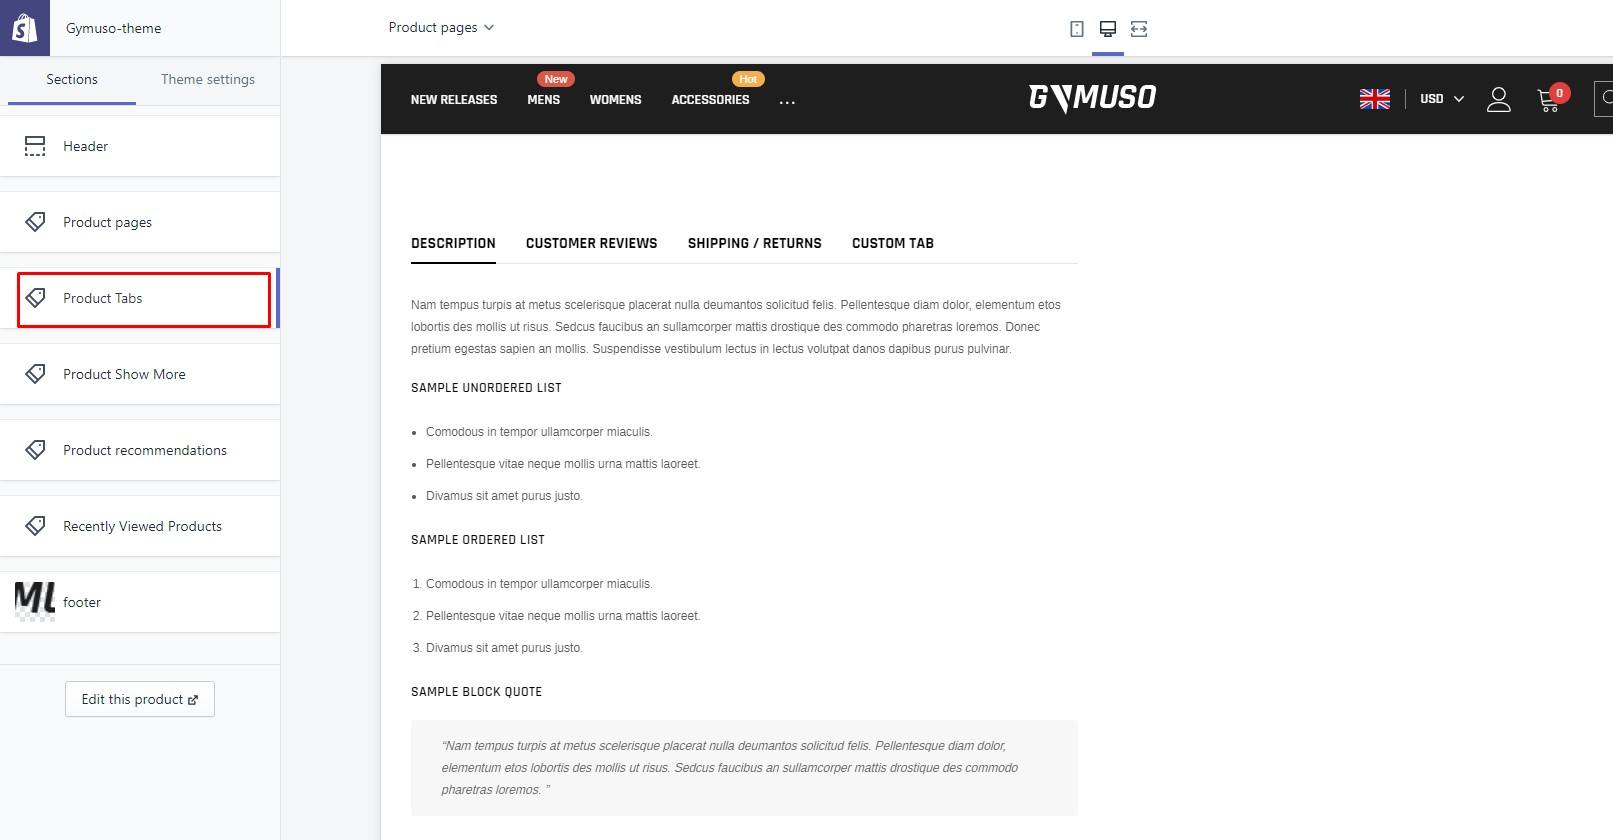 Gymuso-theme
Product pages
Sections
Theme settings
Header
Product pages
Product Tabs
Product Show More
Product recommendations
Recently Viewed Products
footer
Edit this product
New
Hot
NEW RELEASES
MENS
WOMENS
ACCESSORIES
...
GYMUSO
USD
0
DESCRIPTION
CUSTOMER REVIEWS
SHIPPING / RETURNS
CUSTOM TAB
Nam tempus turpis at metus scelerisque placerat nulla deumantos solicitud felis. Pellentesque diam dolor, elementum etos
lobortis des mollis ut risus. Sedcus faucibus an sullamcorper mattis drostique des commodo pharetras loremos. Donec
pretium egestas sapien an mollis. Suspendisse vestibulum lectus in lectus volutpat danos dapibus purus pulvinar.
SAMPLE UNORDERED LIST
• Comodous in tempor ullamcorper miaculis.
• Pellentesque vitae neque mollis urna mattis laoreet.
• Divamus sit amet purus justo.
SAMPLE ORDERED LIST
1. Comodous in tempor ullamcorper miaculis.
2. Pellentesque vitae neque mollis urna mattis laoreet.
3. Divamus sit amet purus justo.
SAMPLE BLOCK QUOTE
“Nam tempus turpis at metus scelerisque placerat nulla deumantos solicitud felis. Pellentesque diam dolor,
elementum etos lobortis des mollis ut risus. Sedcus faucibus an sullamcorper mattis drostique des commodo
pharetras loremos. ”